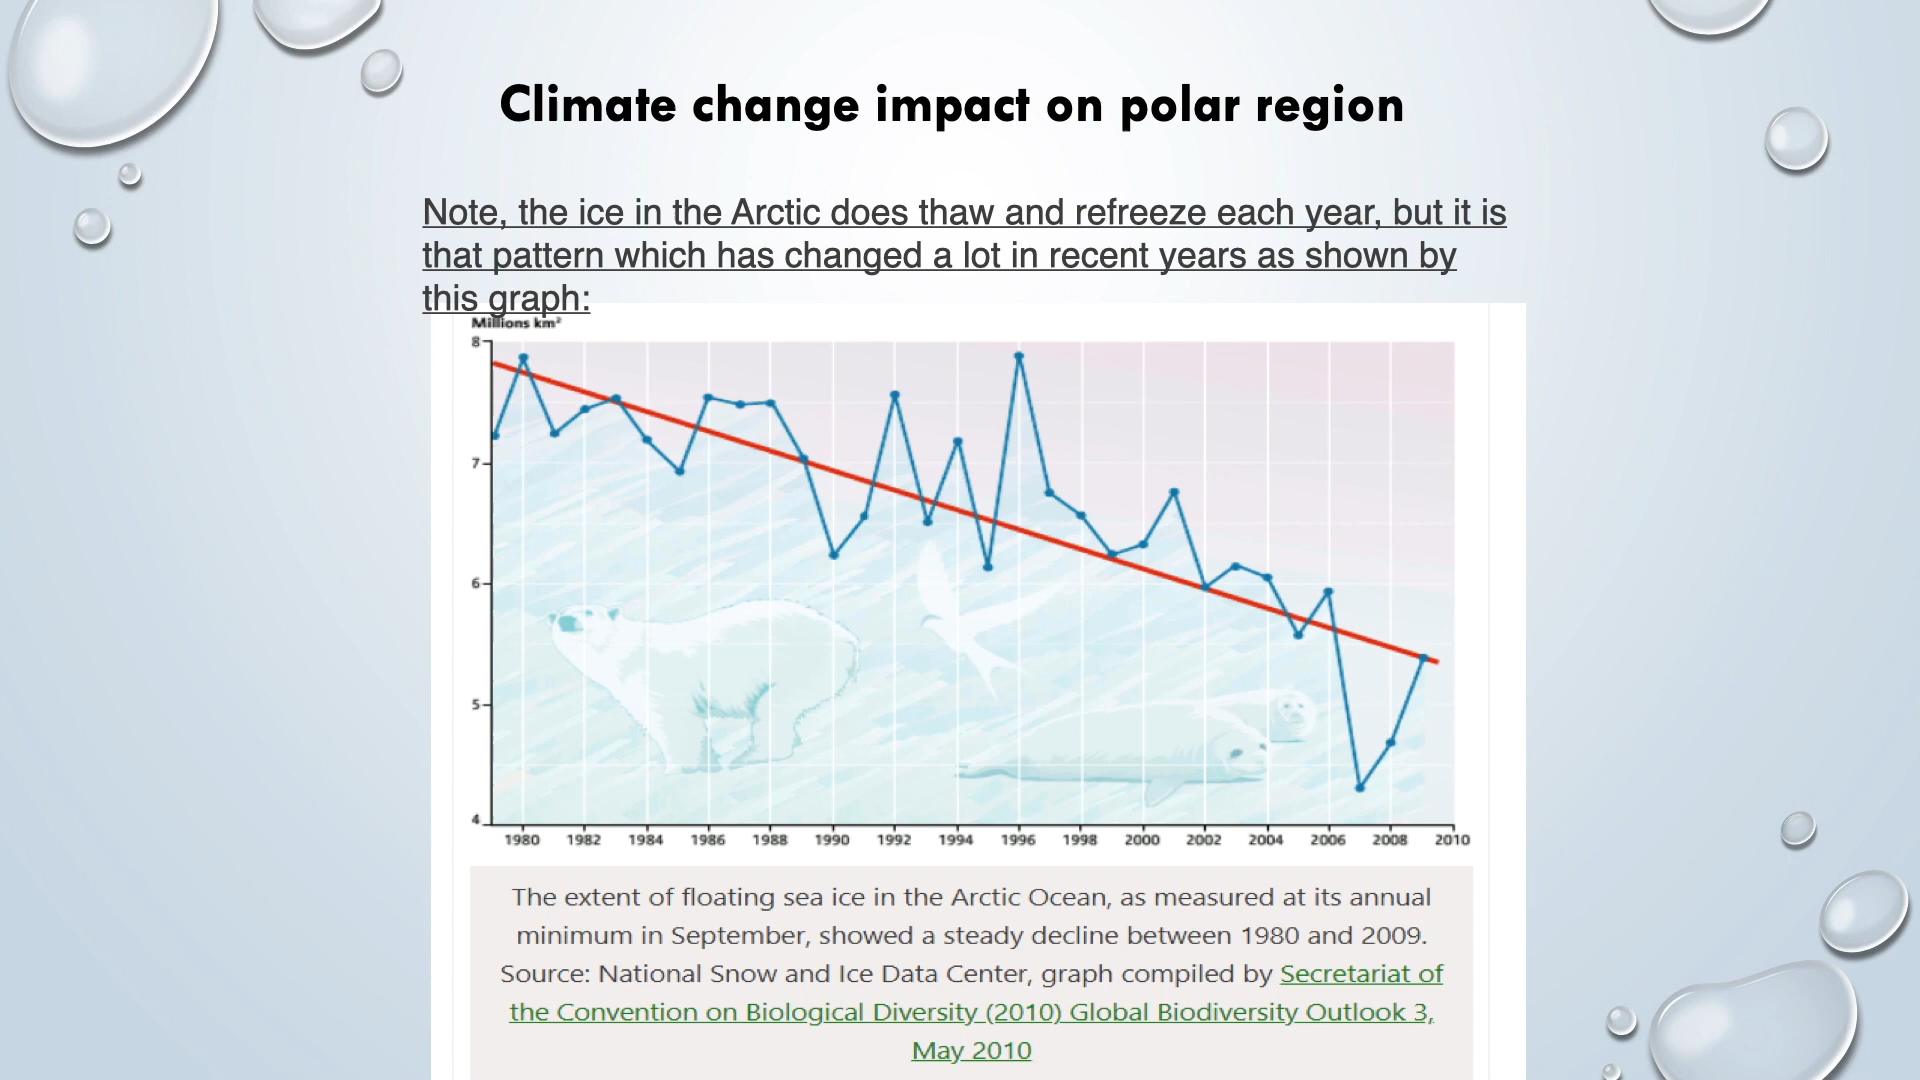 Climate change impact on polar region
Note, the ice in the Arctic does thaw and refreeze each year, but it is
that pattern which has changed a lot in recent years as shown by
this graph:
Millions km²
8
7
6
5
4
1980 1982 1984 1986 1988 1990 1992 1994 1996 1998 2000 2002 2004 2006 2008 2010
The extent of floating sea ice in the Arctic Ocean, as measured at its annual
minimum in September, showed a steady decline between 1980 and 2009.
Source: National Snow and Ice Data Center, graph compiled by Secretariat of
the Convention on Biological Diversity (2010) Global Biodiversity Outlook 3,
May 2010